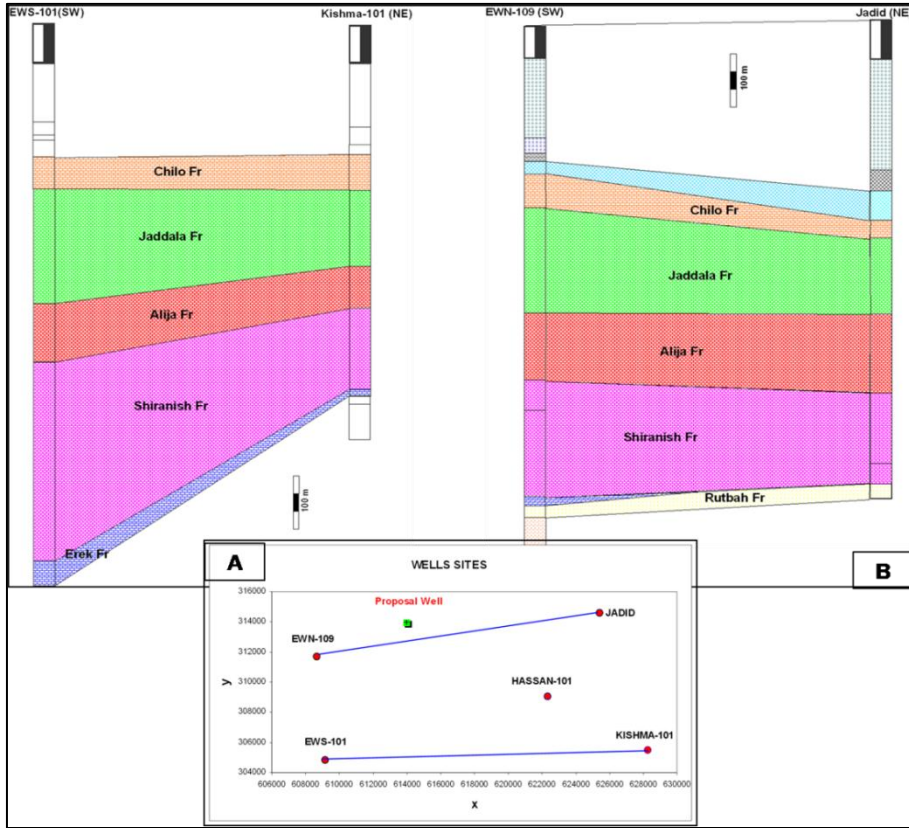 EWS-101(SW)
Kishma-101 (NE)
EWN-109 (SW)
Jadid (NE
Chilo Fr
Jaddala Fr
Alija Fr
Shiranish Fr
Erek Fr
100 m
100 m
Chilo Fr
Jaddala Fr
Alija Fr
Shiranish Fr
Rutbah Fr
A
B
WELLS SITES
Proposal Well
EWN-109
JADID
HASSAN-101
EWS-101
KISHMA-101
y
316000
314000
312000
310000
308000
306000
304000
606000 608000 610000 612000 614000 616000 618000 620000 622000 624000 626000 628000 630000
x